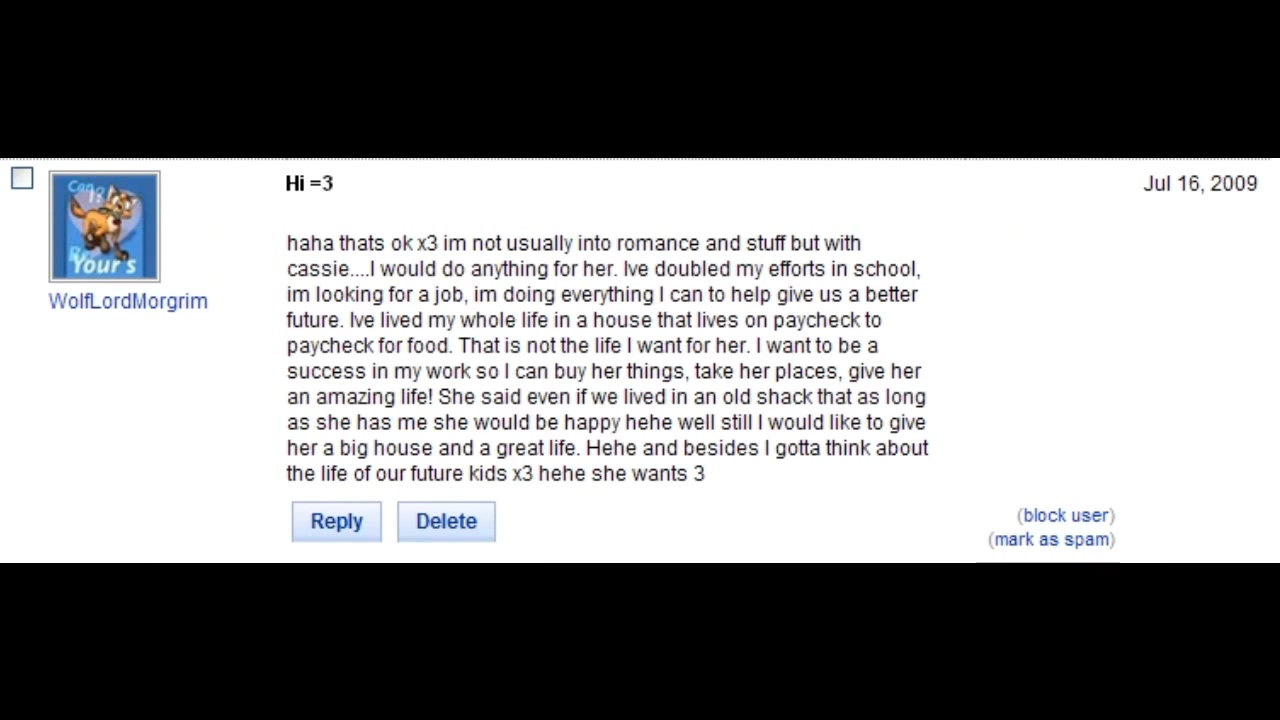 Hi =3
Jul 16, 2009
Can
I?
Be
Your's
WolfLordMorgrim
haha thats ok x3 im not usually into romance and stuff but with
cassie....I would do anything for her. Ive doubled my efforts in school,
im looking for a job, im doing everything I can to help give us a better
future. Ive lived my whole life in a house that lives on paycheck to
paycheck for food. That is not the life I want for her. I want to be a
success in my work so I can buy her things, take her places, give her
an amazing life! She said even if we lived in an old shack that as long
as she has me she would be happy hehe well still I would like to give
her a big house and a great life. Hehe and besides I gotta think about
the life of our future kids x3 hehe she wants 3
Reply
Delete
(block user)
(mark as spam)